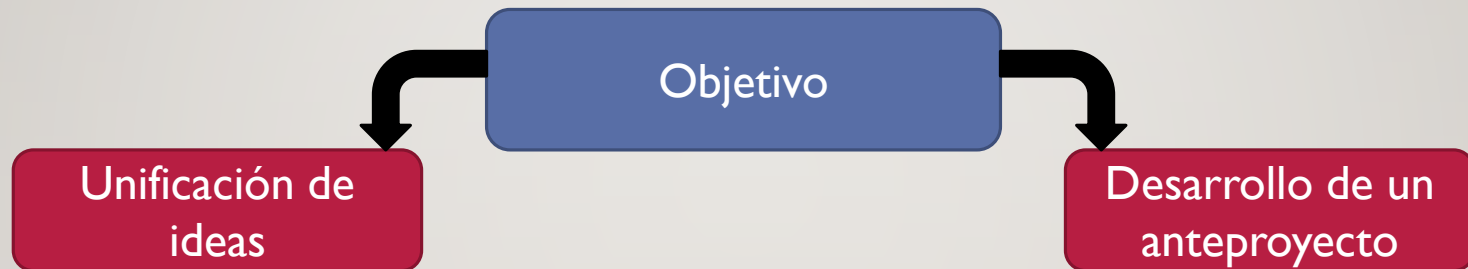 Objetivo
Unificación de
ideas
Desarrollo de un
anteproyecto